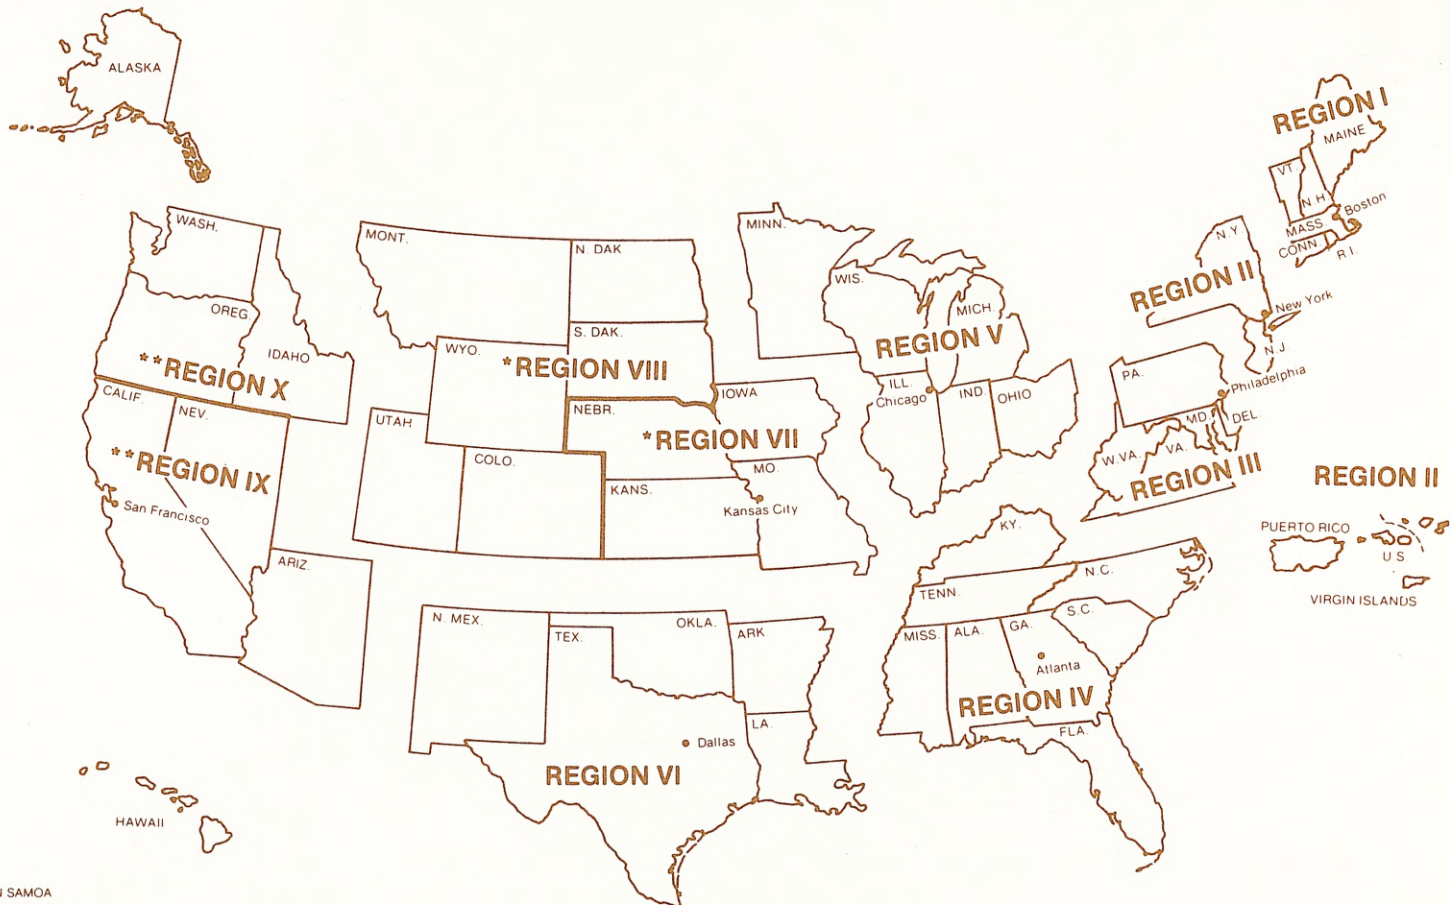 ALASKA
REGION I
MAINE
VT.
N.H.
Boston
MASS.
CONN.
R.I.
WASH.
MONT.
N. DAK
MINN.
N.Y.
OREG.
IDAHO
WYO.
S. DAK.
WIS.
MICH.
REGION II
New York
N.J.
**REGION X
*REGION VIII
REGION V
PA.
Philadelphia
CALIF.
NEV.
UTAH
NEBR.
IOWA
ILL.
Chicago
IND.
OHIO
MD.
DEL.
**REGION IX
COLO.
*REGION VII
MO.
W.VA.
VA.
REGION III
REGION II
San Francisco
KANS.
Kansas City
KY.
PUERTO RICO
U S
VIRGIN ISLANDS
ARIZ.
TENN.
N.C.
S.C.
N. MEX.
TEX.
OKLA.
ARK
MISS.
ALA.
GA.
Atlanta
REGION IV
LA.
FLA.
Dallas
REGION VI
HAWAII
SAMOA